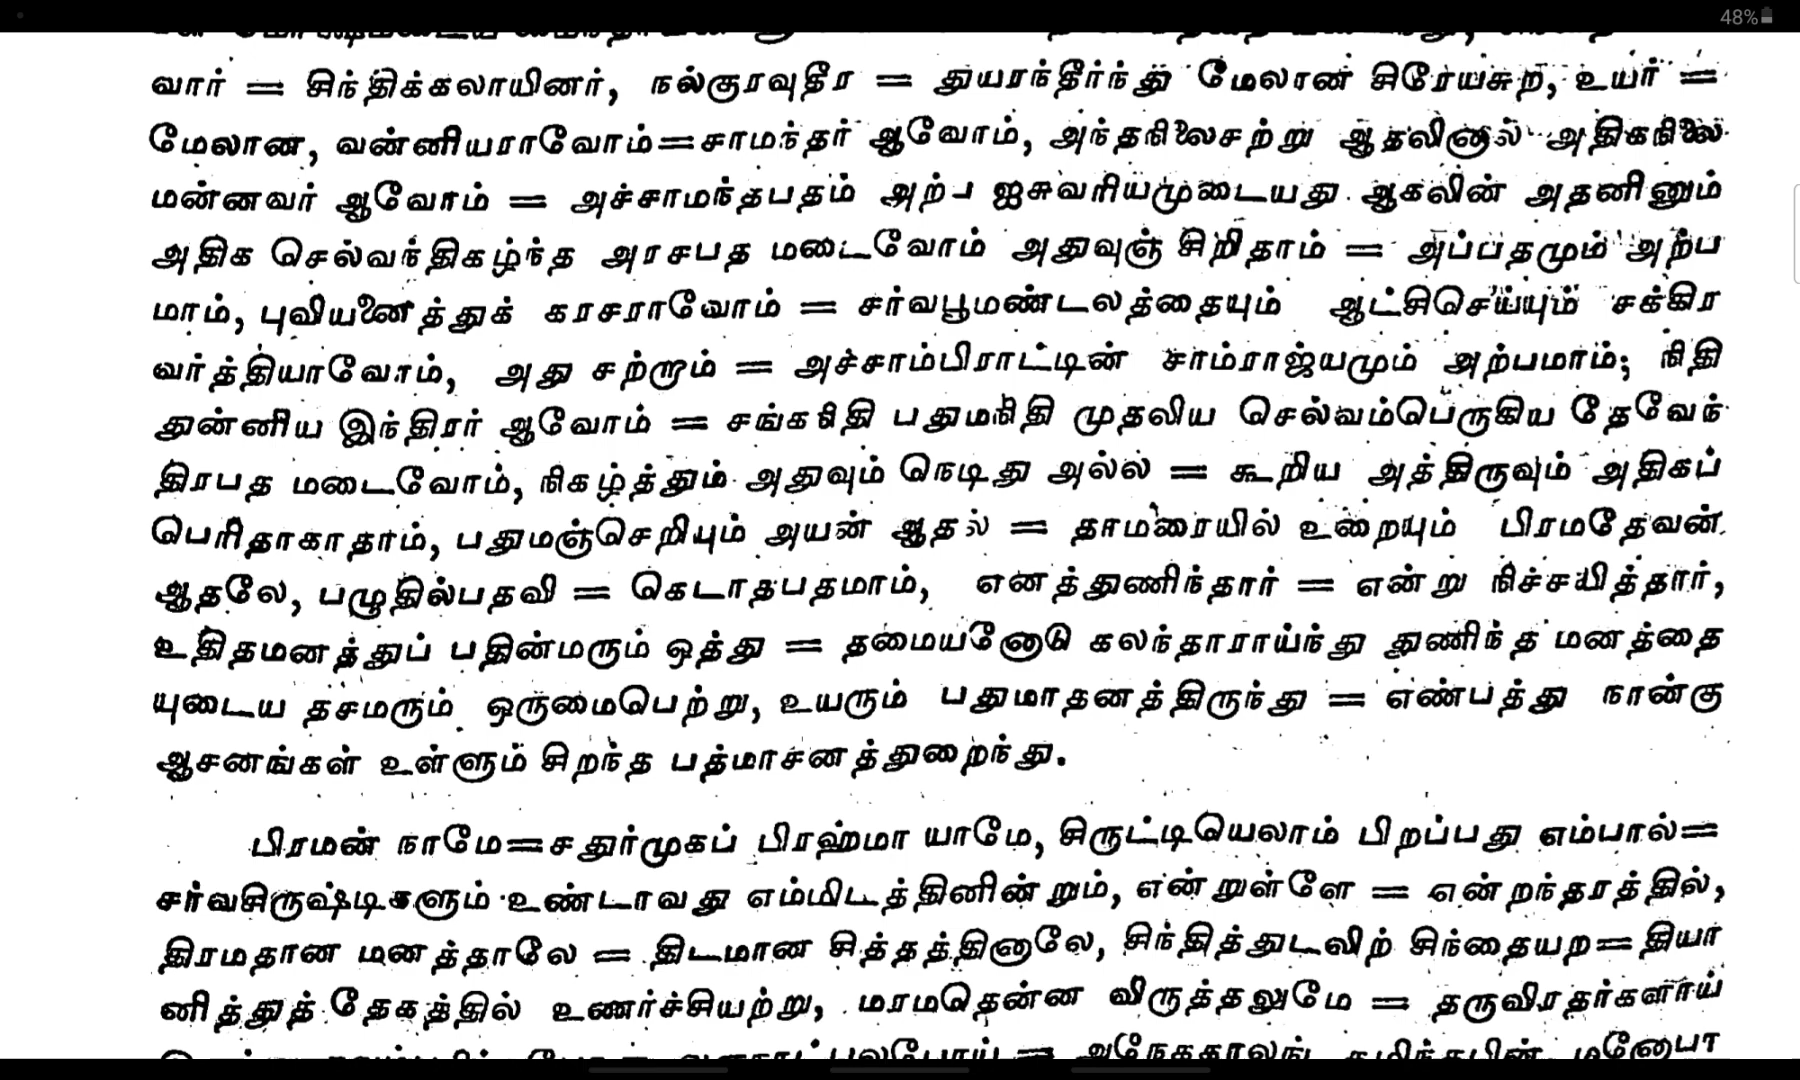 48%
வார் = சிந்திக்கலாயினர், நல்குரவுதீர = துயரந்தீர்ந்து மேலான சிரேயசுற, உயர் =
மேலான, வன்னியராவோம்=சாமந்தர் ஆவோம், அந்தநிலைசற்று ஆதலினால் அதிகநிலை
மன்னவர் ஆவோம் = அச்சாமந்தபதம் அற்ப ஐசுவரியமுடையது ஆகலின் அதனினும்
அதிக செல்வந்திகழ்ந்த அரசபத மடைவோம் அதுவுஞ் சிறிதாம் = அப்பதமும் அற்ப
மாம், புவியனைத்துக் கரசராவோம் = சர்வபூமண்டலத்தையும் ஆட்சிசெய்யும் சக்கிர
வர்த்தியாவோம், அது சற்றாம் = அச்சாம்பிராட்டின் சாம்ராஜ்யமும் அற்பமாம்; நிதி
துன்னிய இந்திரர் ஆவோம் = சங்கநிதி பதுமநிதி முதலிய செல்வம்பெருகிய தேவேந்
திரபத மடைவோம், நிகழ்த்தும் அதுவும் நெடிது அல்ல = கூறிய அத்திருவும் அதிகப்
பெரிதாகாதாம், பதுமஞ்செறியும் அயன் ஆதல் = தாமரையில் உறையும் பிரமதேவன்
ஆதலே, பழுதில்பதவி = கெடாதபதமாம், எனத்துணிந்தார் = என்று நிச்சயித்தார்,
உதிதமனத்துப் பதின்மரும் ஒத்து = தமையனோடு கலந்தாராய்ந்து துணிந்த மனத்தை
யுடைய தசமரும் ஒருமைபெற்று, உயரும் பதுமாதனத்திருந்து = எண்பத்து நான்கு
ஆசனங்கள் உள்ளும் சிறந்த பத்மாசனத்துறைந்து.
பிரமன் நாமே=சதுர்முகப் பிரஹ்மா யாமே, சிருட்டியெலாம் பிறப்பது எம்பால்=
சர்வசிருஷ்டிகளும் உண்டாவது எம்மிடத்தினின்றும், என்றுள்ளே = என்றந்தரத்தில்,
திரமதான மனத்தாலே = திடமான சித்தத்தினாலே, சிந்தித்துடலிற் சிந்தையற=தியா
னித்துத் தேகத்தில் உணர்ச்சியற்று, மரமதென்ன விருத்தலுமே = தருவிரதர்களாய்